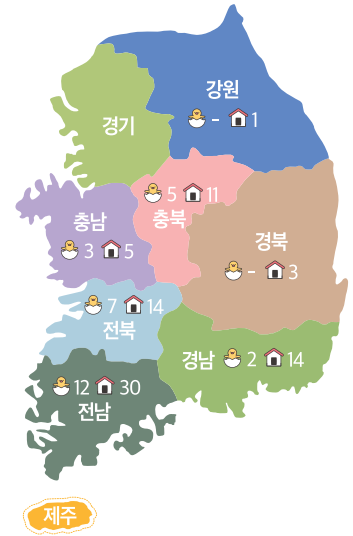 강원
- 1
경기
5 11
충북
충남
3 5
경북
- 3
7 14
전북
경남 2 14
12 30
전남
제주